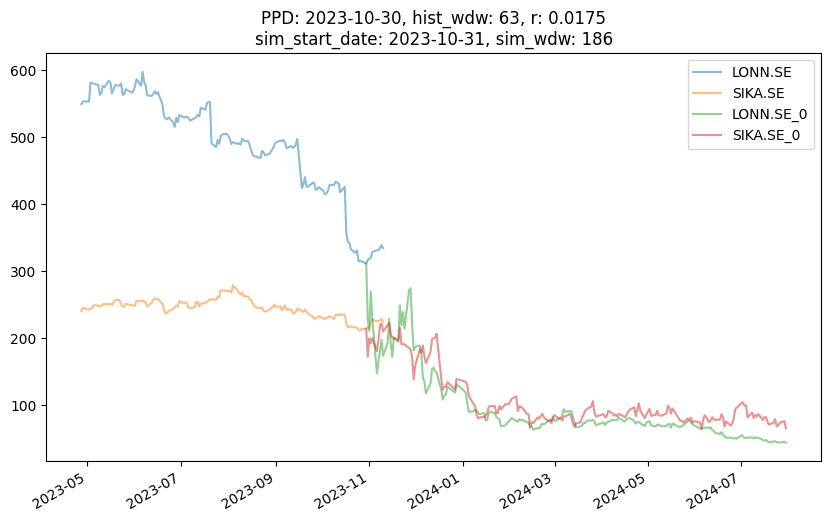 PPD: 2023-10-30, hist_wdw: 63, r: 0.0175
sim_start_date: 2023-10-31, sim_wdw: 186
600
500
400
300
200
100
LONN.SE
SIKA.SE
LONN.SE_0
SIKA.SE_0
2023-05
2023-07
2023-09
2023-11
2024-01
2024-03
2024-05
2024-07